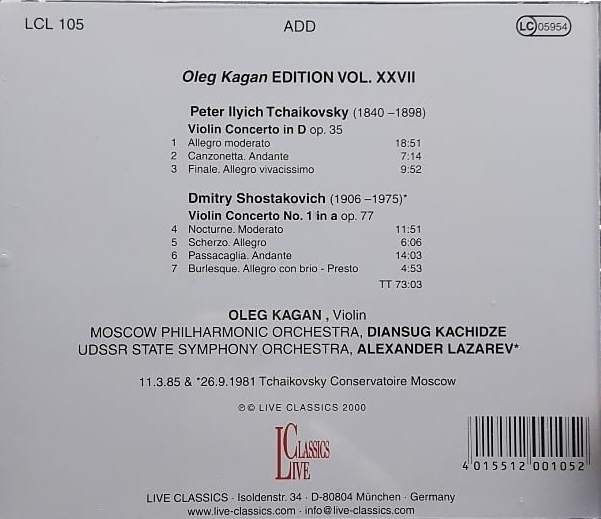 LCL 105 ADD LC 05954
Oleg Kagan EDITION VOL. XXVII
Peter Ilyich Tchaikovsky (1840 –1898)
Violin Concerto in D op. 35
1 Allegro moderato 18:51
2 Canzonetta. Andante 7:14
3 Finale. Allegro vivacissimo 9:52
Dmitry Shostakovich (1906 –1975)*
Violin Concerto No. 1 in a op. 77
4 Nocturne. Moderato 11:51
5 Scherzo. Allegro 6:06
6 Passacaglia. Andante 14:03
7 Burlesque. Allegro con brio - Presto 4:53
TT 73:03
OLEG KAGAN , Violin
MOSCOW PHILHARMONIC ORCHESTRA, DIANSUG KACHIDZE
UDSSR STATE SYMPHONY ORCHESTRA, ALEXANDER LAZAREV*
11.3.85 & *26.9.1981 Tchaikovsky Conservatoire Moscow
℗© LIVE CLASSICS 2000
LIVE CLASSICS
4 015512 001052
LIVE CLASSICS · Isoldenstr. 34 · D-80804 München · Germany
www.live-classics.com · info@live-classics.com